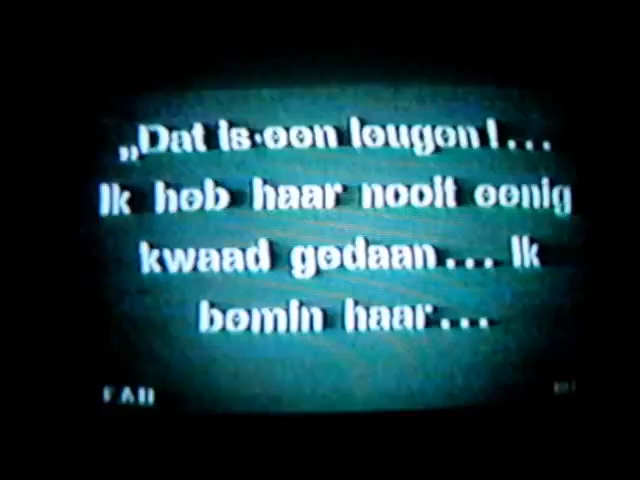 „Dat is een leugen!...
Ik heb haar nooit eenig
kwaad gedaan... Ik
bemin haar...